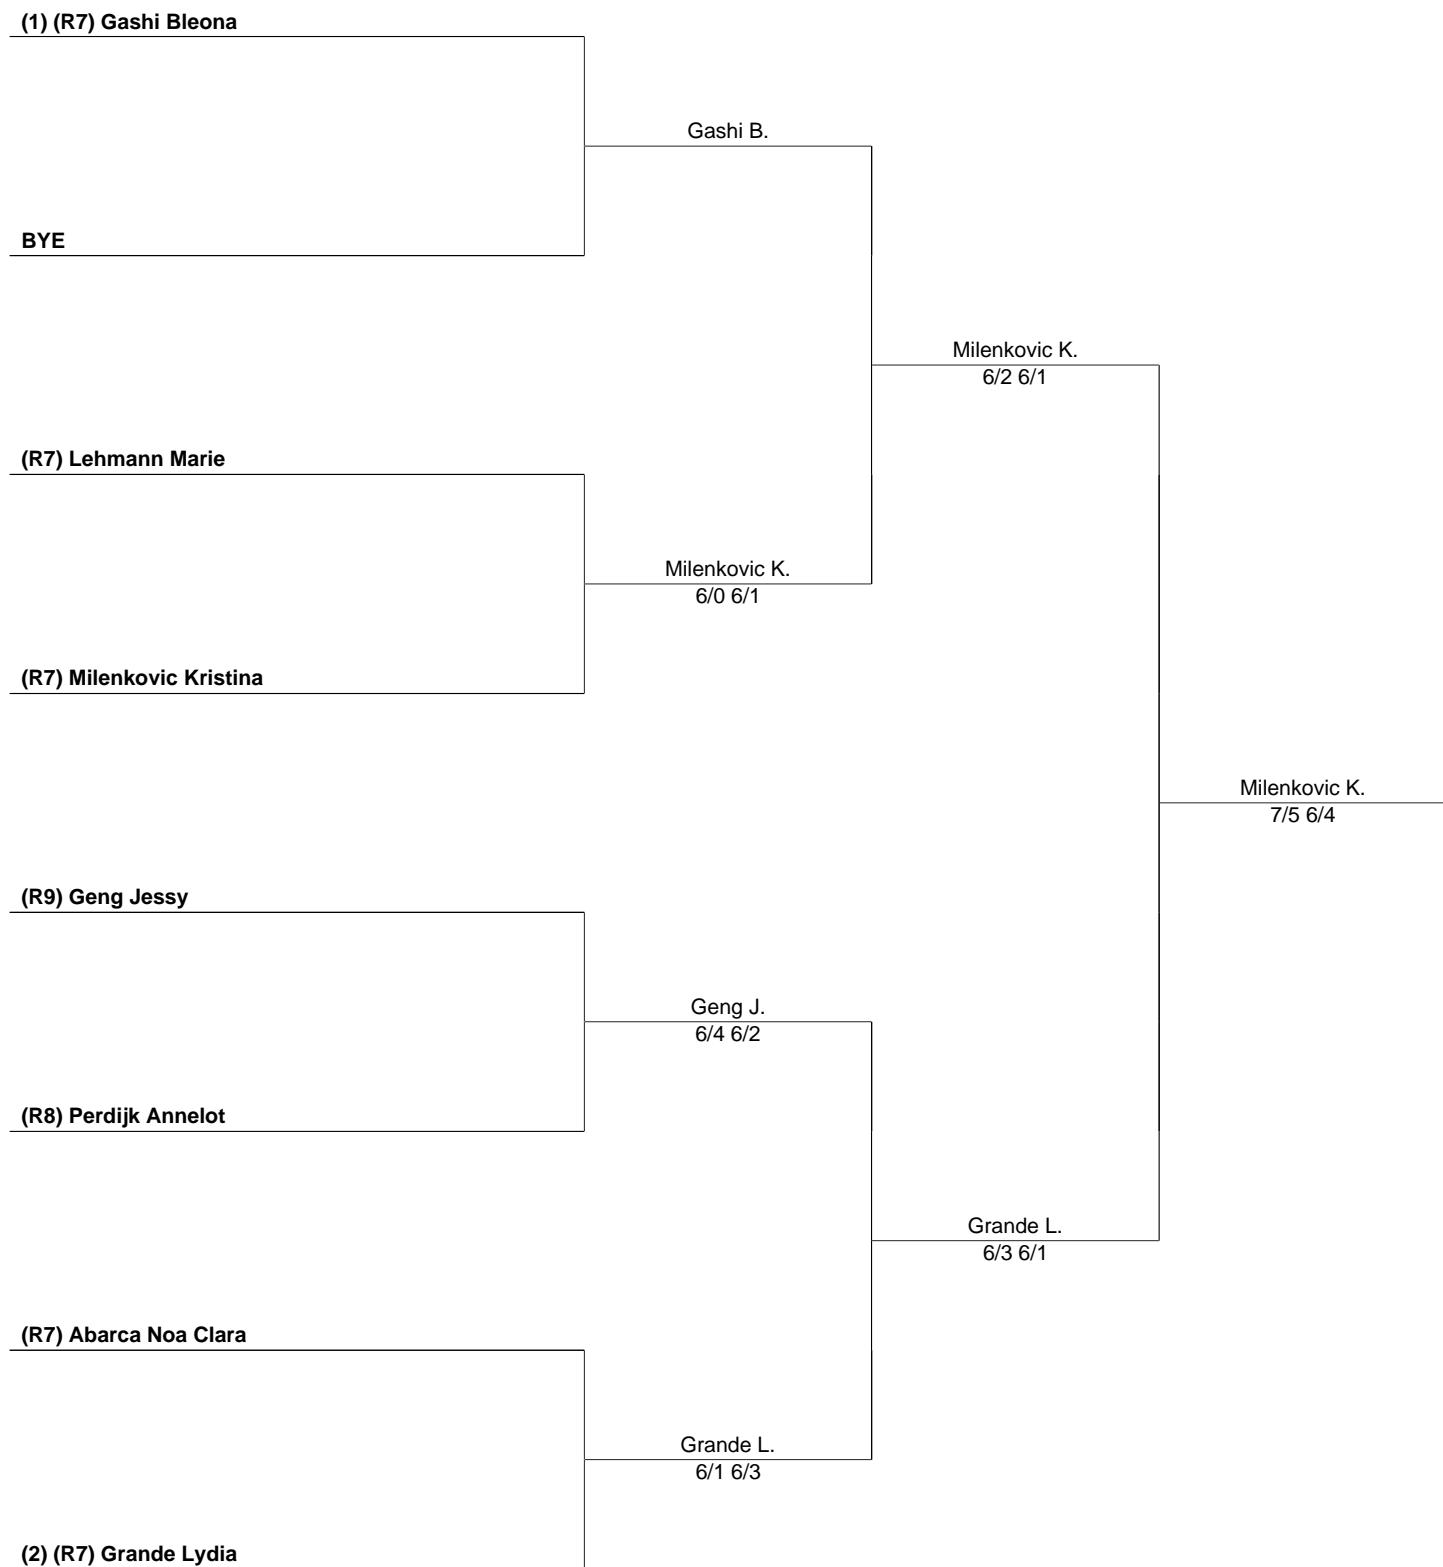 (1) (R7) Gashi Bleona
Gashi B.
BYE
Milenkovic K.
6/2 6/1
(R7) Lehmann Marie
Milenkovic K.
6/0 6/1
(R7) Milenkovic Kristina
Milenkovic K.
7/5 6/4
(R9) Geng Jessy
Geng J.
6/4 6/2
(R8) Perdijk Annelot
Grande L.
6/3 6/1
(R7) Abarca Noa Clara
Grande L.
6/1 6/3
(2) (R7) Grande Lydia